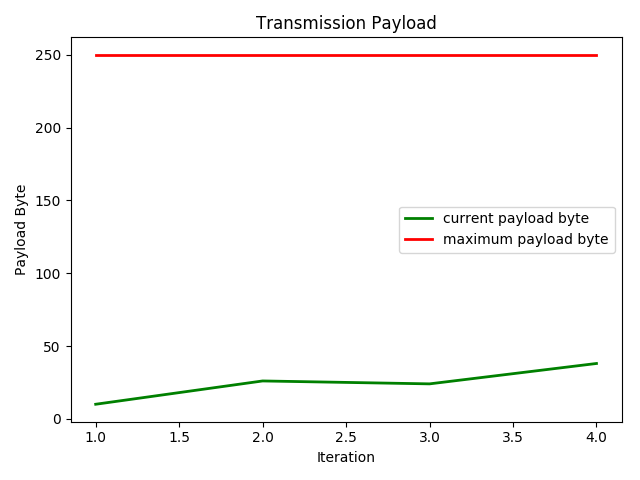 Transmission Payload
250
200
150
100
50
0
Payload Byte
current payload byte
maximum payload byte
1.0 1.5 2.0 2.5 3.0 3.5 4.0
Iteration